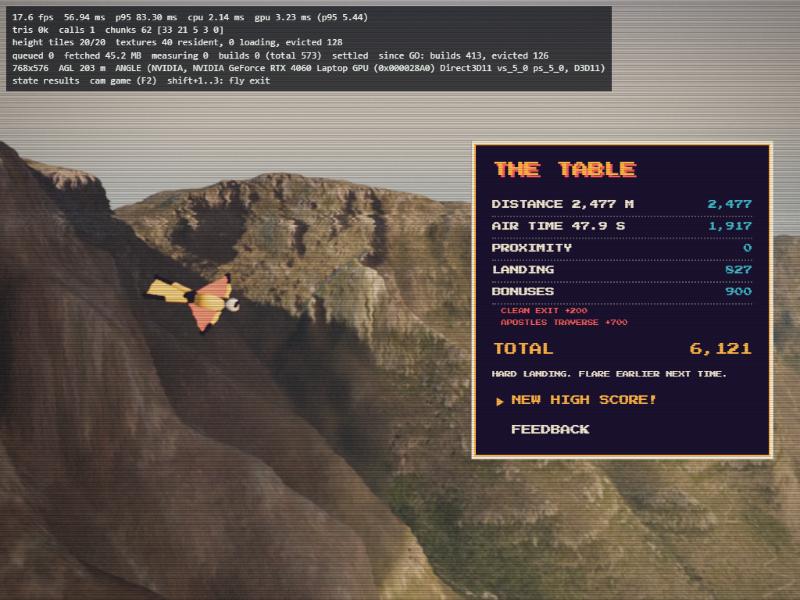 17.6 fps  56.94 ms  p95 83.30 ms  cpu 2.14 ms  gpu 3.23 ms (p95 5.44)
tris 0k  calls 1  chunks 62 [33 21 5 3 0]
height tiles 20/20  textures 40 resident, 0 loading, evicted 128
queued 0  fetched 45.2 MB  measuring 0  builds 0 (total 573)  settled  since GO: builds 413, evicted 126
768x576  AGL 203 m  ANGLE (NVIDIA, NVIDIA GeForce RTX 4060 Laptop GPU (0x000028A0) Direct3D11 vs_5_0 ps_5_0, D3D11)
state results  cam game (F2)  shift+1..3: fly exit
THE TABLE
DISTANCE 2,477 M 2,477
AIR TIME 47.9 S 1,917
PROXIMITY 0
LANDING 827
BONUSES 900
CLEAN EXIT +200
APOSTLES TRAVERSE +700
TOTAL 6,121
HARD LANDING. FLARE EARLIER NEXT TIME.
NEW HIGH SCORE!
FEEDBACK